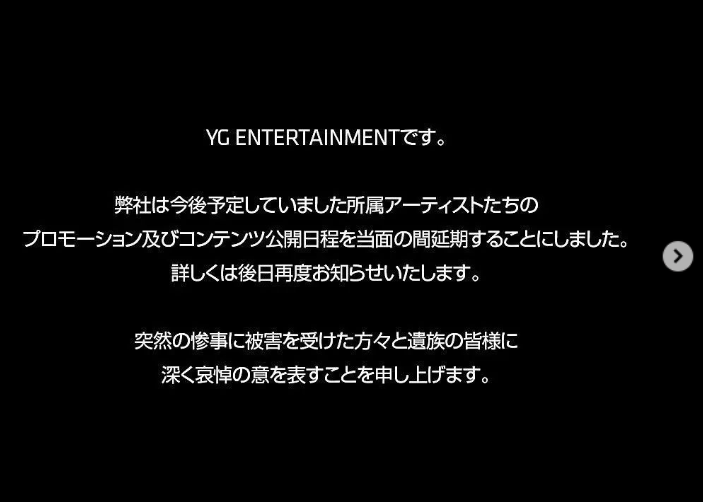 YG ENTERTAINMENTです。
弊社は今後予定していました所属アーティストたちの
プロモーション及びコンテンツ公開日程を当面の間延期することにしました。
詳しくは後日再度お知らせいたします。
突然の惨事に被害を受けた方々と遺族の皆様に
深く哀悼の意を表すことを申し上げます。